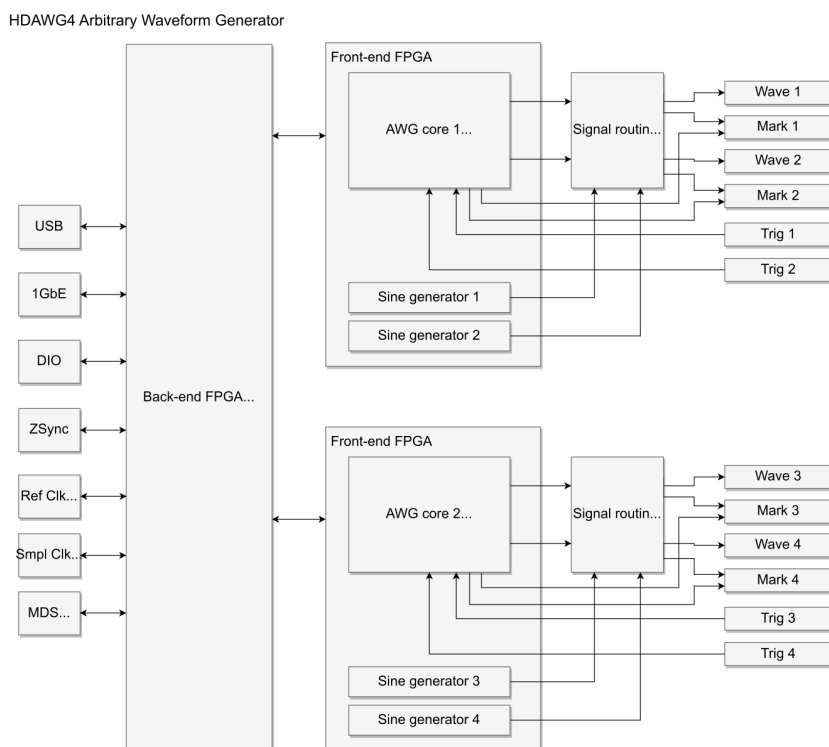 HDAWG4 Arbitrary Waveform Generator
Front-end FPGA
AWG core 1...
Signal routin...
Wave 1
Mark 1
Wave 2
Mark 2
Trig 1
Trig 2
Sine generator 1
Sine generator 2
USB
1GbE
DIO
ZSync
Ref Clk...
Smpl Clk...
MDS...
Back-end FPGA...
Front-end FPGA
AWG core 2...
Signal routin...
Wave 3
Mark 3
Wave 4
Mark 4
Trig 3
Trig 4
Sine generator 3
Sine generator 4